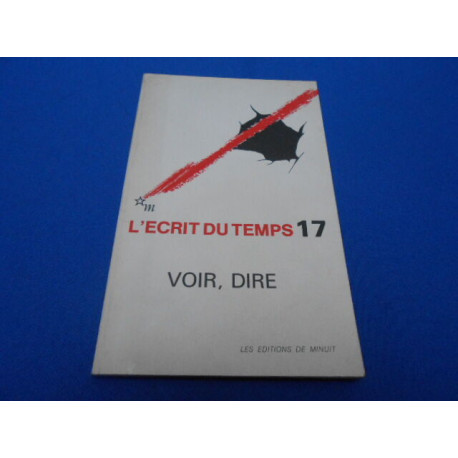 m
L'ECRIT DU TEMPS 17
VOIR, DIRE
LES EDITIONS DE MINUIT